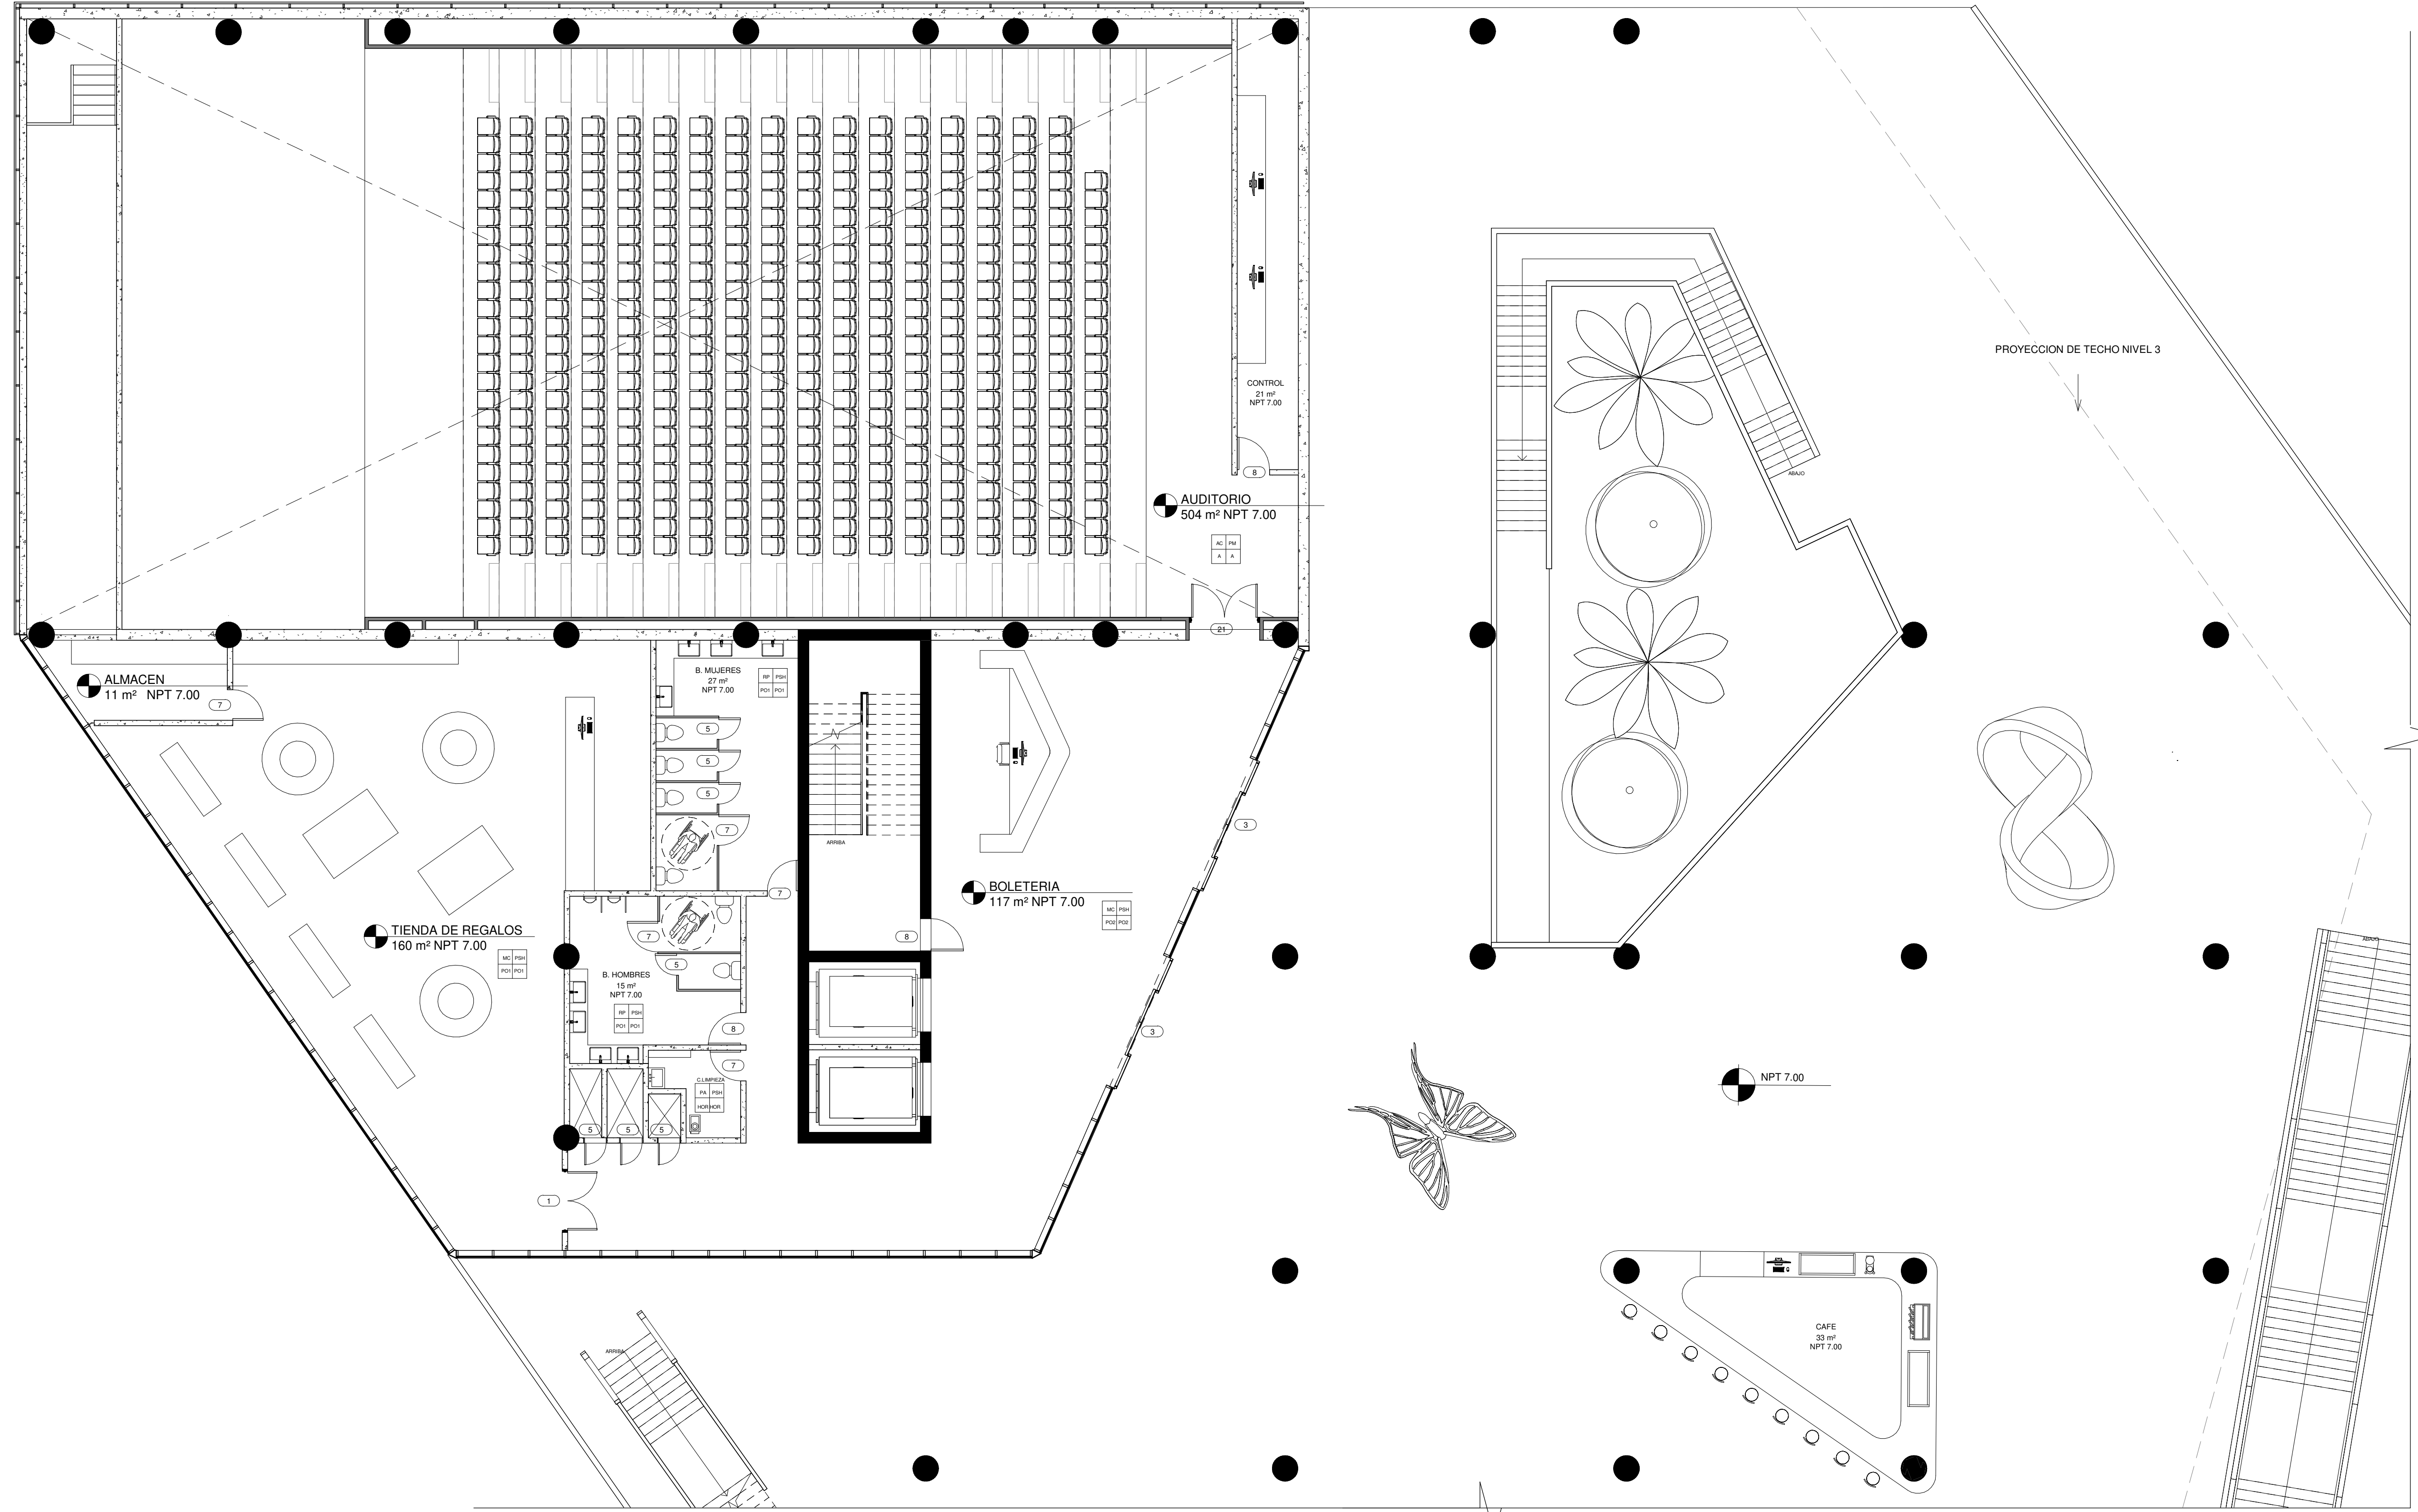 PROYECCION DE TECHO NIVEL 3
CONTROL
21 m²
NPT 7.00
8
ABAJO
AUDITORIO
504 m² NPT 7.00
AC PM
A A
21
ALMACEN
11 m² NPT 7.00
7
B. MUJERES
27 m²
NPT 7.00
RP PSH
PO1 PO1
5
5
5
7
7
ARRIBA
3
BOLETERIA
117 m² NPT 7.00
MC PSH
PO2 PO2
8
TIENDA DE REGALOS
160 m² NPT 7.00
MC PSH
PO1 PO1
7
5
B. HOMBRES
15 m²
NPT 7.00
RP PSH
PO1 PO1
8
3
7
C.LIMPIEZA
PA PSH
HOR HOR
5
5
5
1
ABAJO
NPT 7.00
CAFE
33 m²
NPT 7.00
ARRIBA